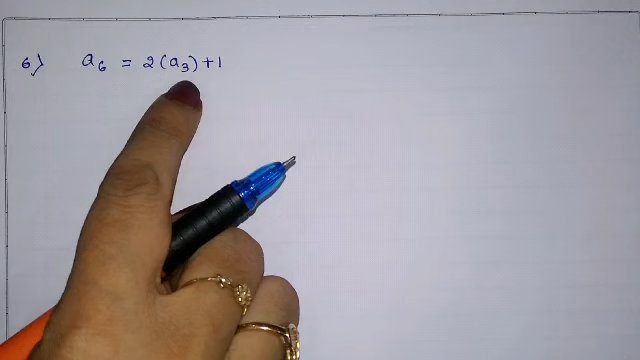 6) a₆ = 2(a₃)+1